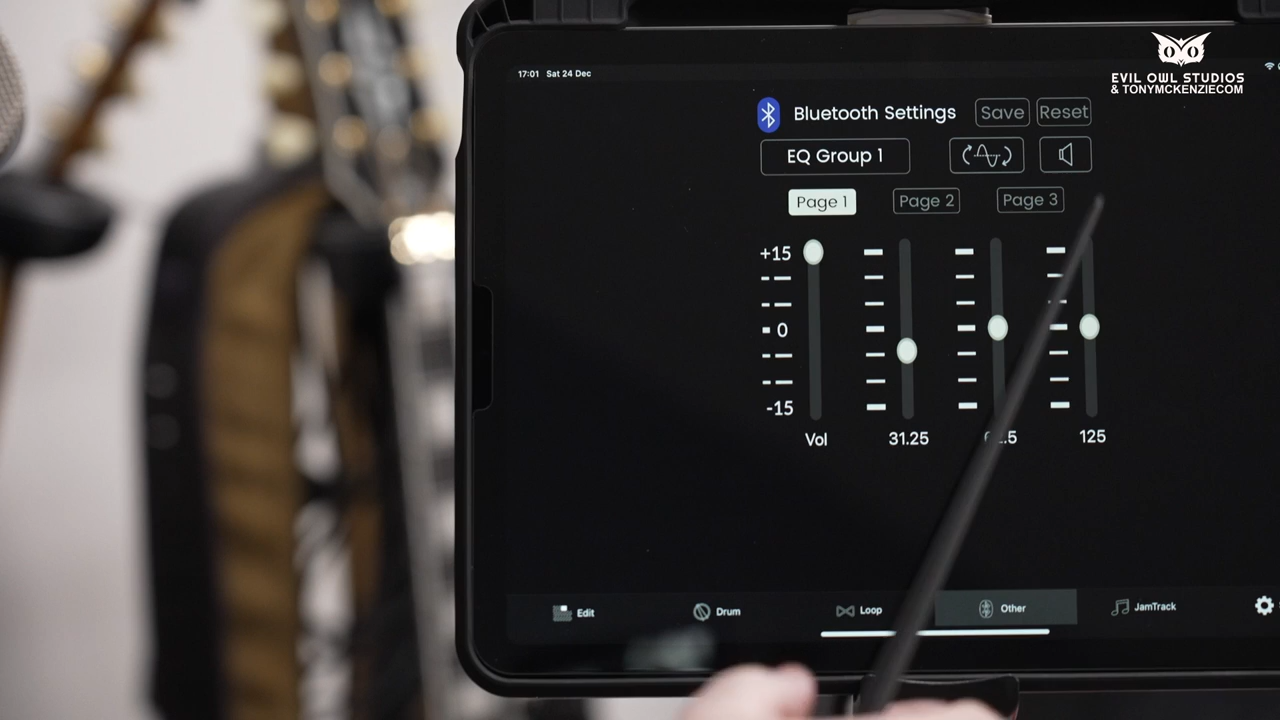 17:01 Sat 24 Dec
EVIL OWL STUDIOS
& TONYMCKENZIECOM
Bluetooth Settings Save Reset
EQ Group 1
Page 1 Page 2 Page 3
+15
0
-15
Vol 31.25 125
Edit Drum Loop Other JamTrack